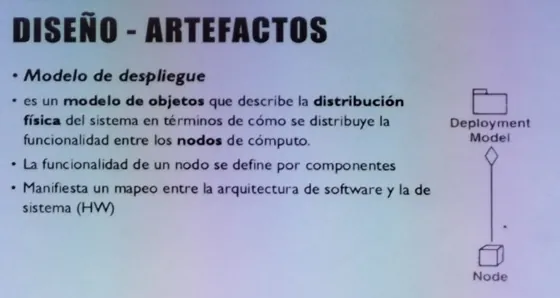 DISEÑO - ARTEFACTOS
• Modelo de despliegue
• es un modelo de objetos que describe la distribución
física del sistema en términos de cómo se distribuye la
funcionalidad entre los nodos de cómputo.
• La funcionalidad de un nodo se define por componentes
• Manifiesta un mapeo entre la arquitectura de software y la de
sistema (HW)
Deployment
Model
Node